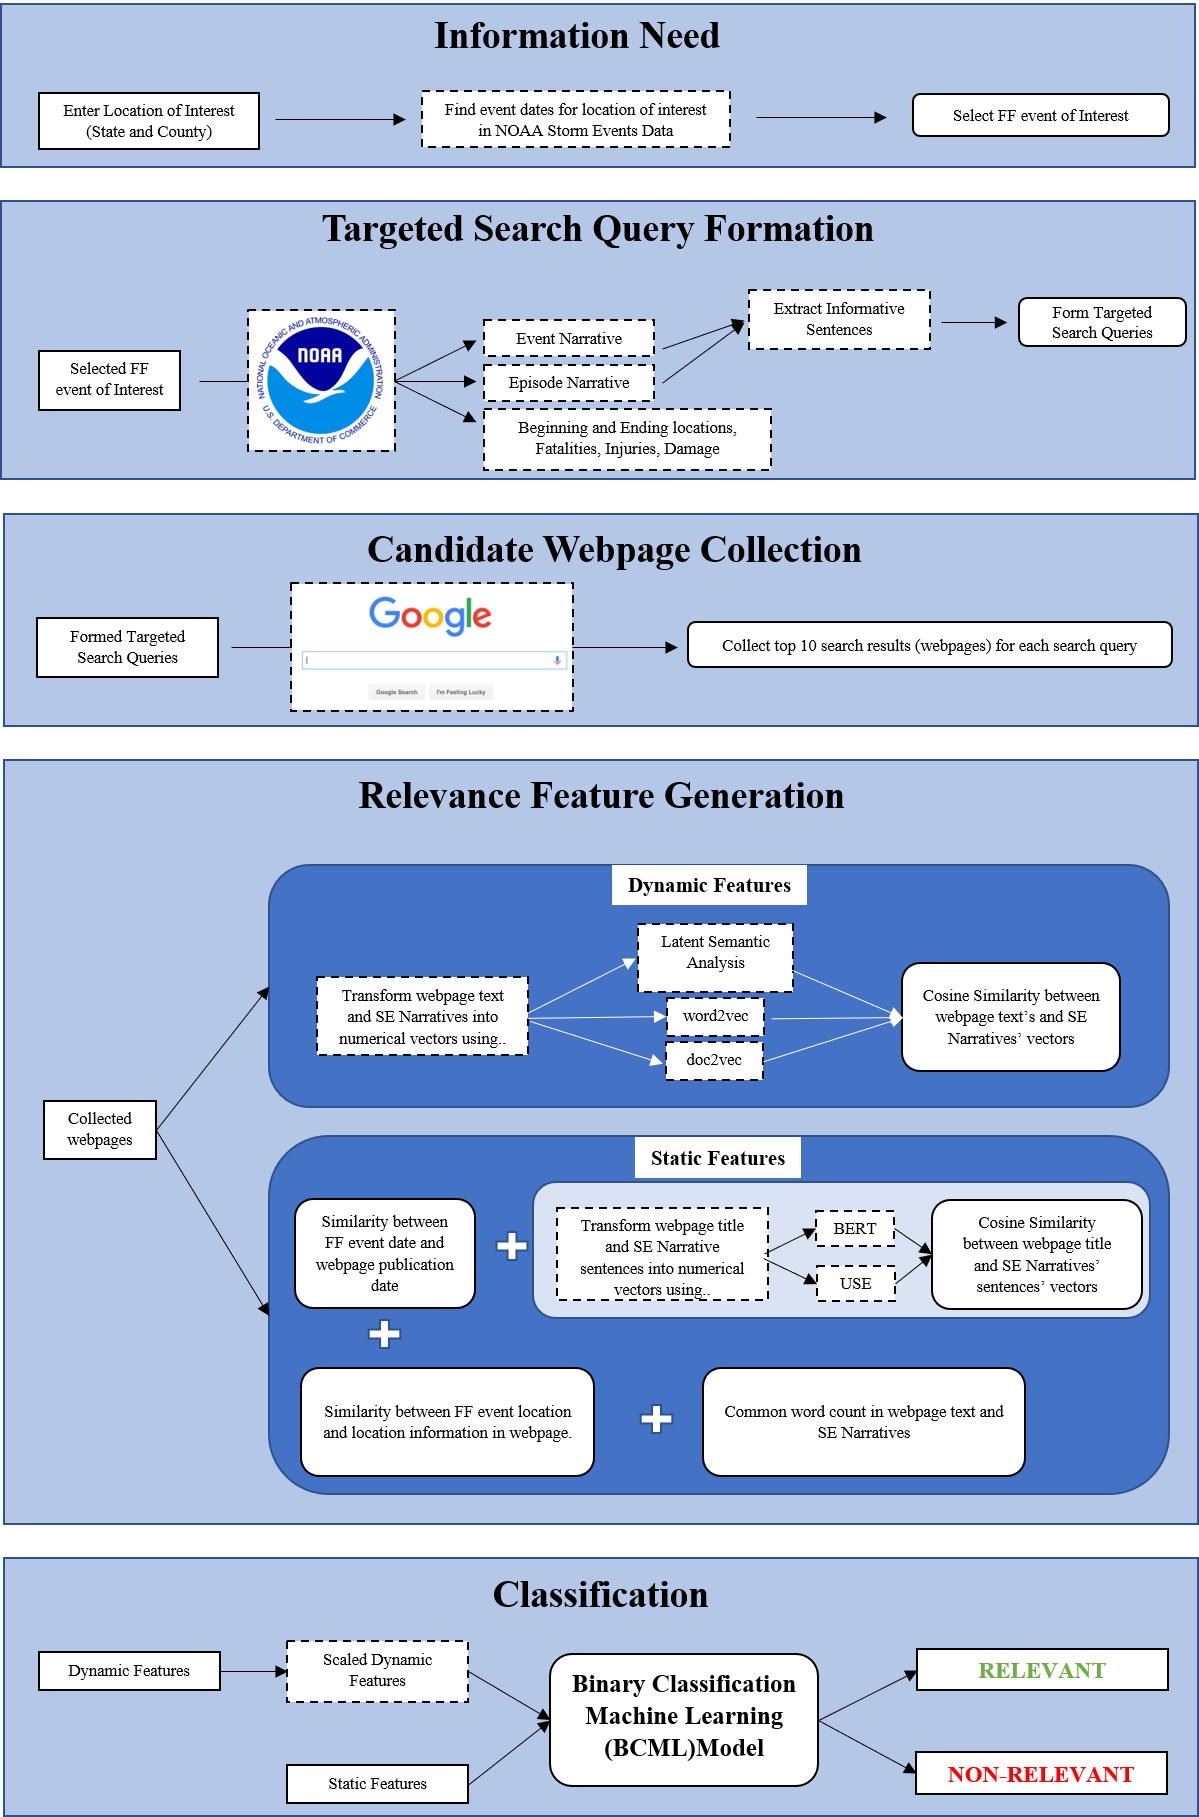 Information Need
Enter Location of Interest
(State and County)
Find event dates for location of interest
in NOAA Storm Events Data
Select FF event of Interest
Targeted Search Query Formation
Selected FF
event of Interest
NATIONAL OCEANIC AND ATMOSPHERIC ADMINISTRATION
NOAA
U.S. DEPARTMENT OF COMMERCE
Event Narrative
Episode Narrative
Beginning and Ending locations,
Fatalities, Injuries, Damage
Extract Informative
Sentences
Form Targeted
Search Queries
Candidate Webpage Collection
Formed Targeted
Search Queries
Google
Google Search
I'm Feeling Lucky
Collect top 10 search results (webpages) for each search query
Relevance Feature Generation
Collected
webpages
Dynamic Features
Transform webpage text
and SE Narratives into
numerical vectors using..
Latent Semantic
Analysis
word2vec
doc2vec
Cosine Similarity between
webpage text’s and SE
Narratives’ vectors
Static Features
Similarity between
FF event date and
webpage publication
date
Transform webpage title
and SE Narrative
sentences into numerical
vectors using..
BERT
USE
Cosine Similarity
between webpage title
and SE Narratives’
sentences’ vectors
Similarity between FF event location
and location information in webpage.
Common word count in webpage text and
SE Narratives
Classification
Dynamic Features
Scaled Dynamic
Features
Static Features
Binary Classification
Machine Learning
(BCML)Model
RELEVANT
NON-RELEVANT